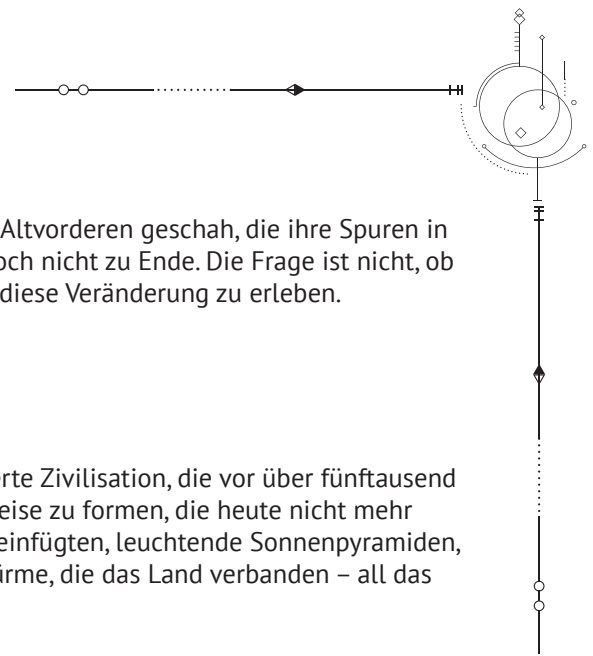 Altvorderen geschah, die ihre Spuren in
och nicht zu Ende. Die Frage ist nicht, ob
diese Veränderung zu erleben.
rte Zivilisation, die vor über fünftausend
eise zu formen, die heute nicht mehr
einfügten, leuchtende Sonnenpyramiden,
ürme, die das Land verbanden – all das